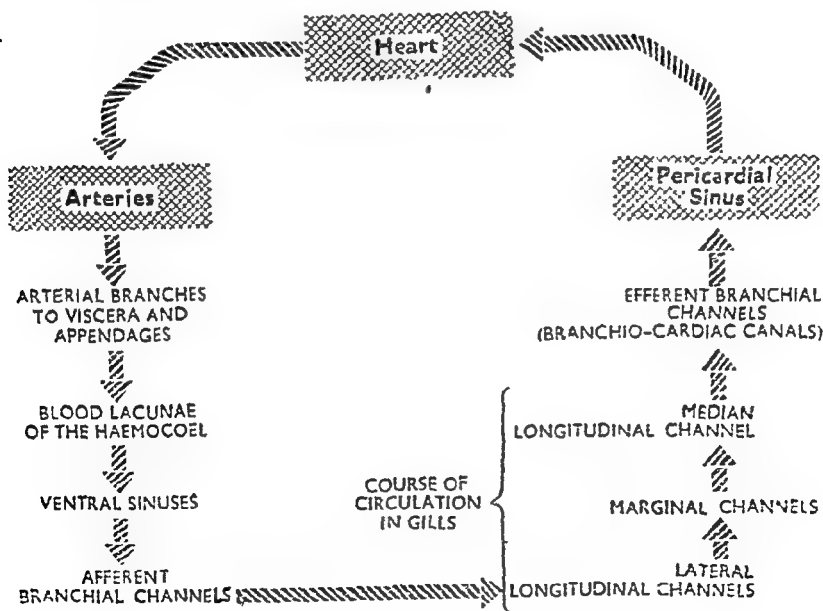 Heart
Arteries
ARTERIAL BRANCHES
TO VISCERA AND
APPENDAGES
BLOOD LACUNAE
OF THE HAEMOCOEL
VENTRAL SINUSES
AFFERENT
BRANCHIAL CHANNELS
COURSE OF
CIRCULATION
IN GILLS
LATERAL
LONGITUDINAL CHANNELS
MARGINAL CHANNELS
MEDIAN
LONGITUDINAL CHANNEL
EFFERENT BRANCHIAL
CHANNELS
(BRANCHIO-CARDIAC CANALS)
Pericardial
Sinus